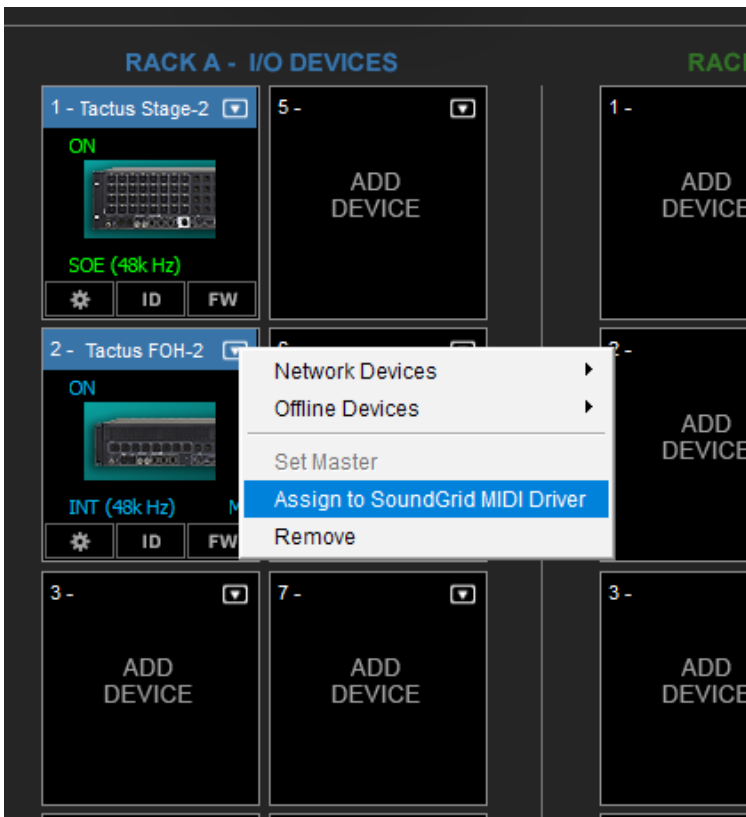 RACK A - I/O DEVICES
RAC
1 - Tactus Stage-2
ON
SOE (48k Hz)
ID
FW
5 -
ADD
DEVICE
1 -
ADD
DEVICE
2 - Tactus FOH-2
ON
INT (48k Hz)
M
ID
FW
Network Devices
Offline Devices
Set Master
Assign to SoundGrid MIDI Driver
Remove
2 -
ADD
DEVICE
3 -
ADD
DEVICE
7 -
ADD
DEVICE
3 -
ADD
DEVICE